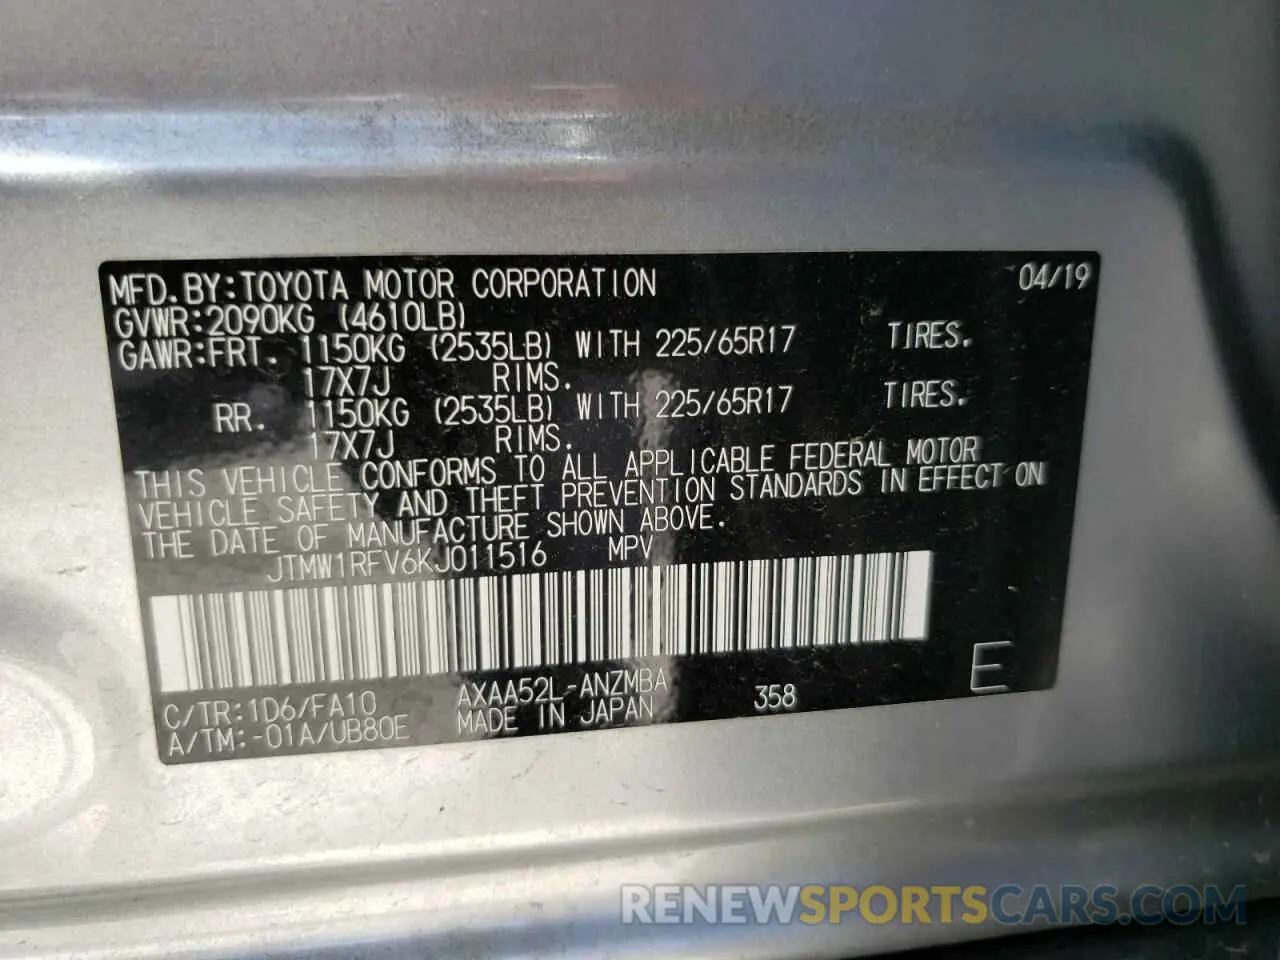 MFD.BY:TOYOTA MOTOR CORPORATION 04/19
GVWR:2090KG (4610LB)
GAWR:FRT. 1150KG (2535LB) WITH 225/65R17 TIRES.
17X7J RIMS.
RR. 1150KG (2535LB) WITH 225/65R17 TIRES.
17X7J RIMS.
THIS VEHICLE CONFORMS TO ALL APPLICABLE FEDERAL MOTOR
VEHICLE SAFETY AND THEFT PREVENTION STANDARDS IN EFFECT ON
THE DATE OF MANUFACTURE SHOWN ABOVE.
JTMW1RFV6KJ011516 MPV
C/TR:1D6/FA10 AXAA52L-ANZMBA 358 E
A/TM:-01A/UB80E MADE IN JAPAN
RENEWSPORTSCARS.COM